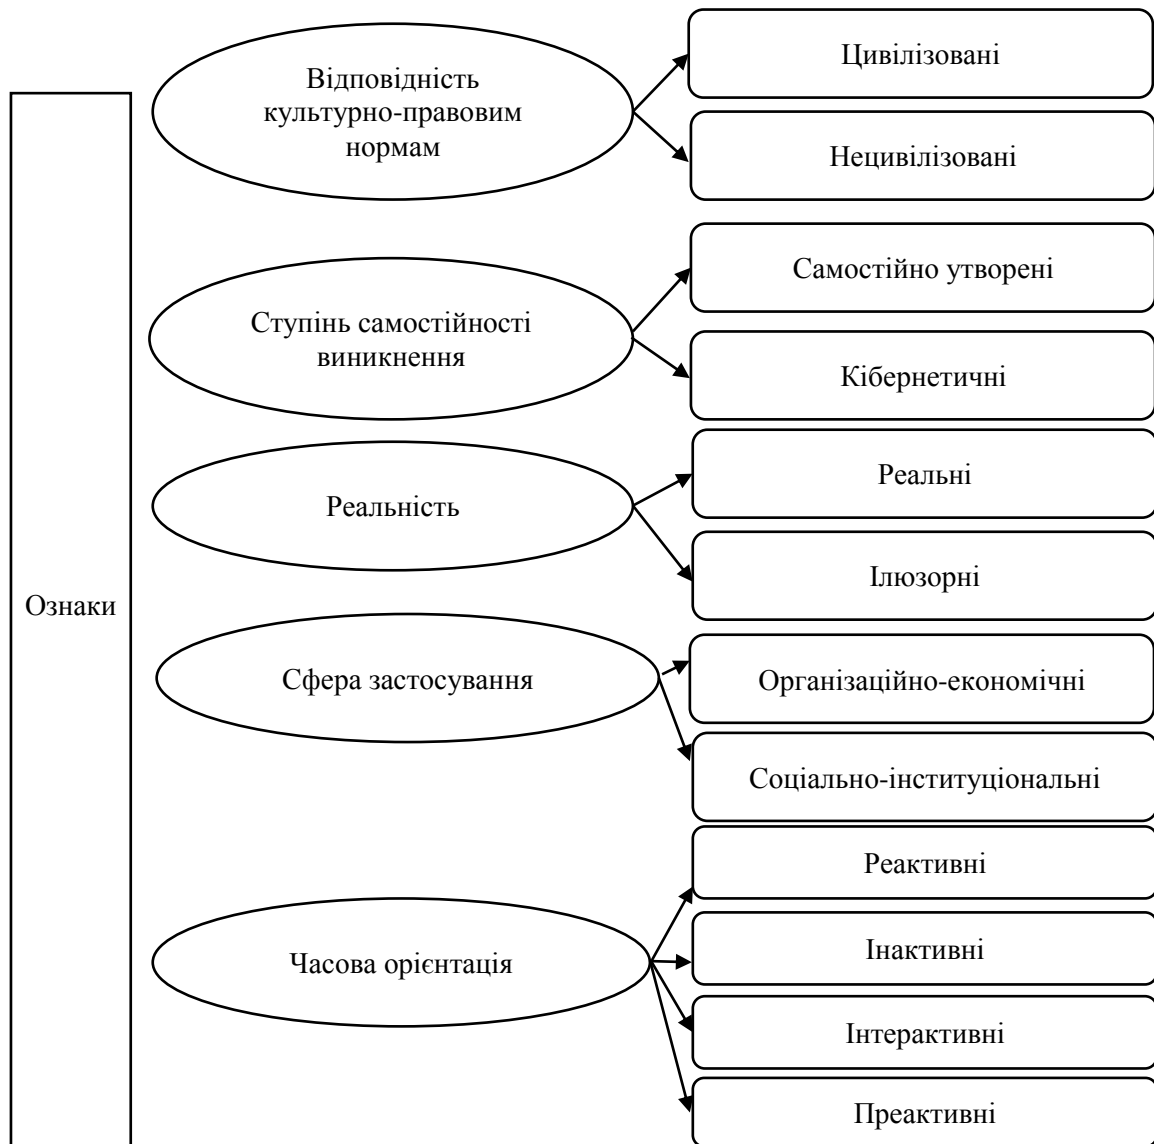 Ознаки
Відповідність
культурно-правовим
нормам
Цивілізовані
Нецивілізовані
Ступінь самостійності
виникнення
Самостійно утворені
Кібернетичні
Реальність
Реальні
Ілюзорні
Сфера застосування
Організаційно-економічні
Соціально-інституціональні
Часова орієнтація
Реактивні
Інактивні
Інтерактивні
Преактивні